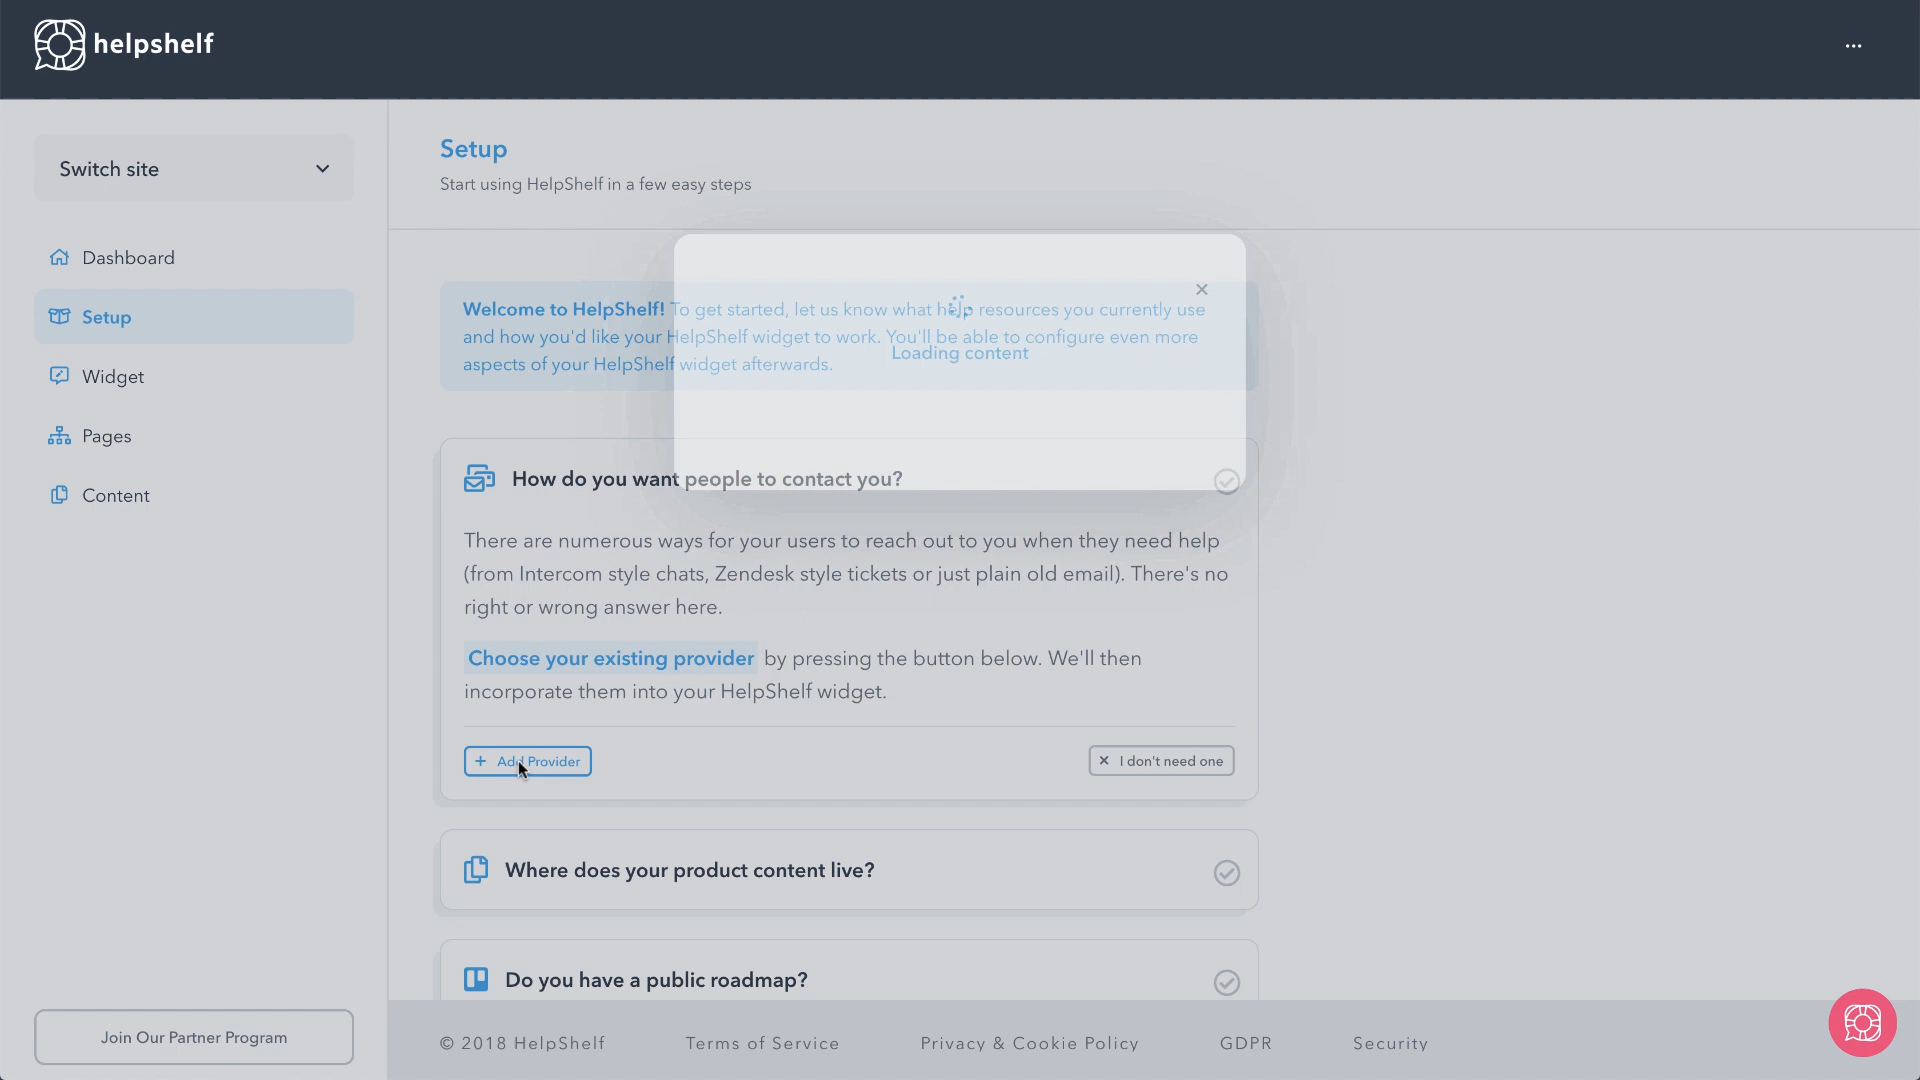 helpshelf
Switch site
Dashboard
Setup
Widget
Pages
Content
Join Our Partner Program
Setup
Start using HelpShelf in a few easy steps
Welcome to HelpShelf! To get started, let us know what help resources you currently use
and how you'd like your HelpShelf widget to work. You'll be able to configure even more
aspects of your HelpShelf widget afterwards.
Loading content
How do you want people to contact you?
There are numerous ways for your users to reach out to you when they need help
(from Intercom style chats, Zendesk style tickets or just plain old email). There's no
right or wrong answer here.
Choose your existing provider by pressing the button below. We'll then
incorporate them into your HelpShelf widget.
Add Provider
I don't need one
Where does your product content live?
Do you have a public roadmap?
© 2018 HelpShelf
Terms of Service
Privacy & Cookie Policy
GDPR
Security